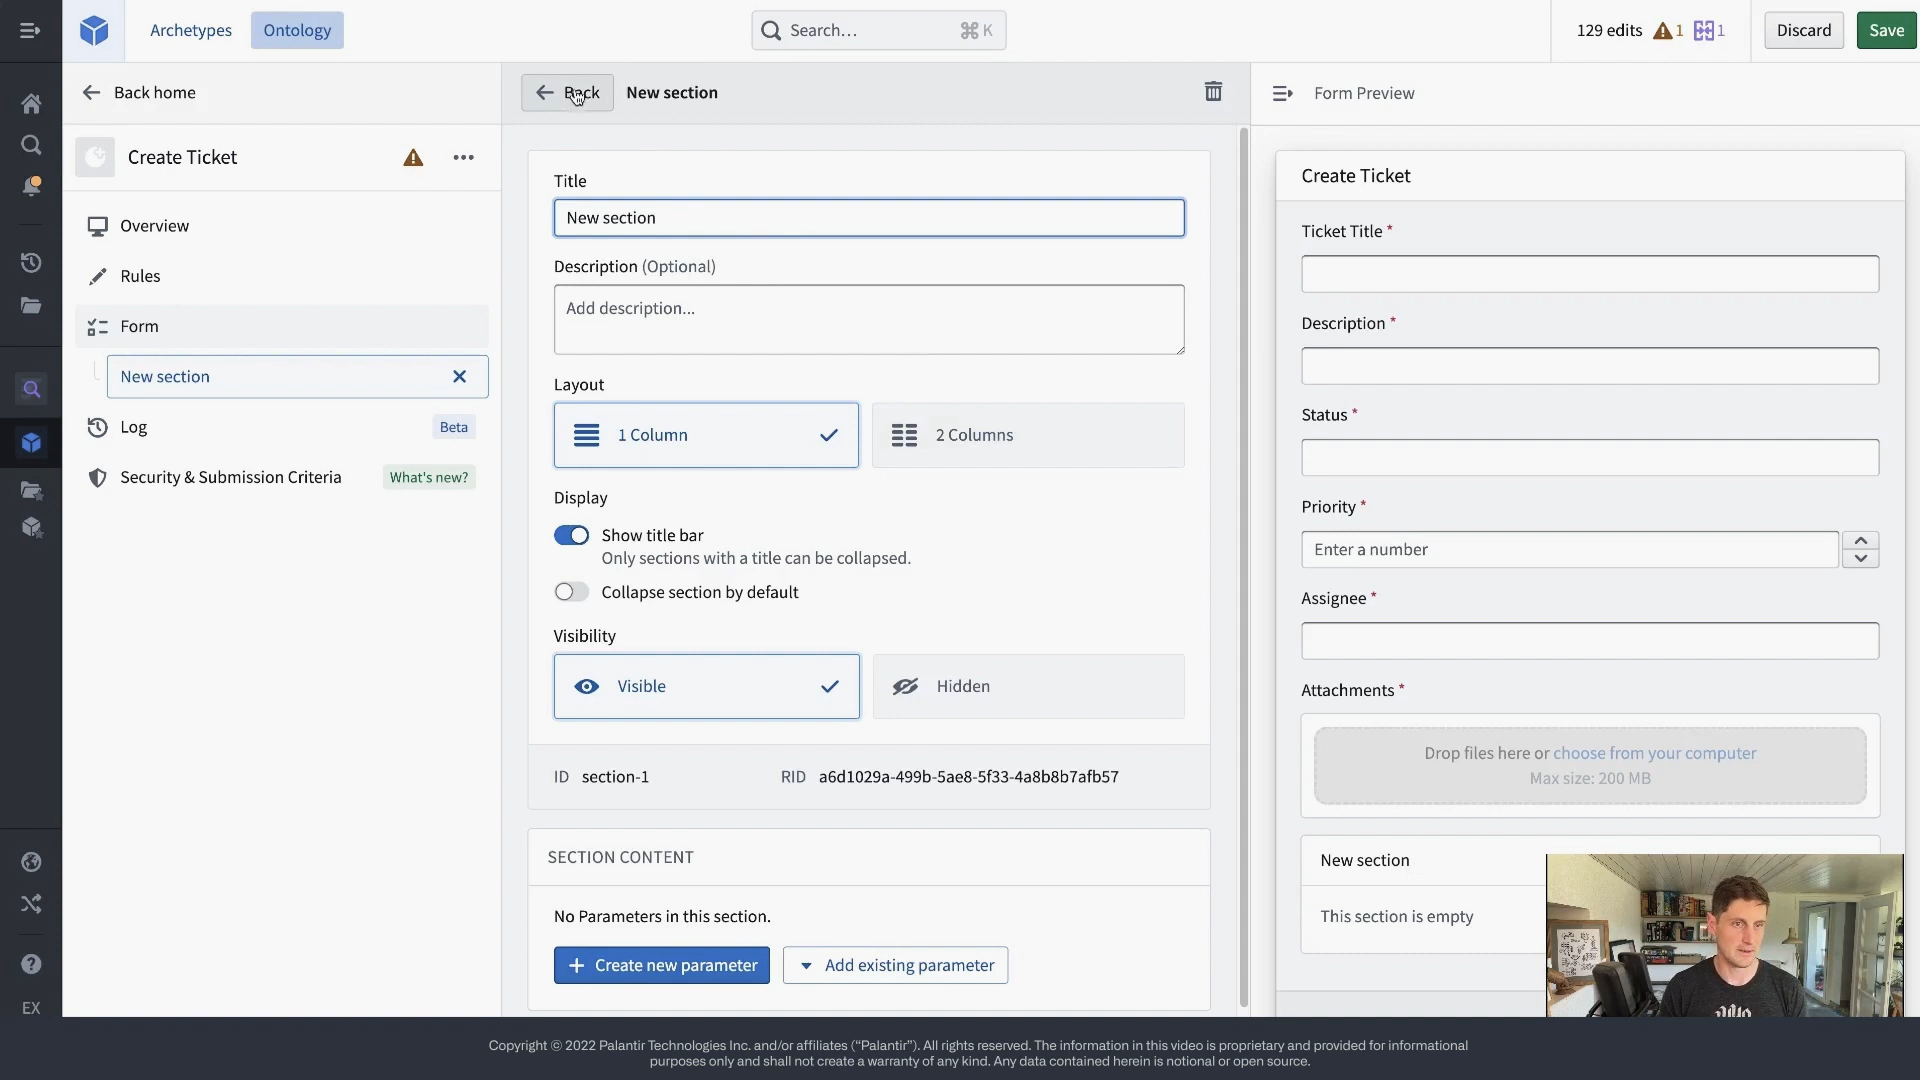 Archetypes
Ontology
Search...
⌘ K
129 edits
1
1
Discard
Save
Back home
Back
New section
Form Preview
Create Ticket
Overview
Rules
Form
New section
Log
Beta
Security & Submission Criteria
What's new?
EX
Title
New section
Description (Optional)
Add description...
Layout
1 Column
2 Columns
Display
Show title bar
Only sections with a title can be collapsed.
Collapse section by default
Visibility
Visible
Hidden
ID section-1
RID a6d1029a-499b-5ae8-5f33-4a8b8b7afb57
SECTION CONTENT
No Parameters in this section.
Create new parameter
Add existing parameter
Create Ticket
Ticket Title *
Description *
Status *
Priority *
Enter a number
Assignee *
Attachments *
Drop files here or choose from your computer
Max size: 200 MB
New section
This section is empty
Copyright © 2022 Palantir Technologies Inc. and/or affiliates (“Palantir”). All rights reserved. The information in this video is proprietary and provided for informational
purposes only and shall not create a warranty of any kind. Any data contained herein is notional or open source.